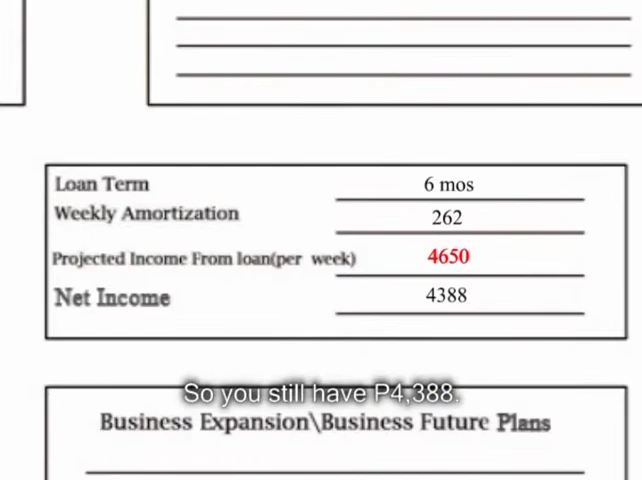 Loan Term 6 mos
Weekly Amortization 262
Projected Income From loan(per week) 4650
Net Income 4388
So you still have P4,388.
Business Expansion\Business Future Plans